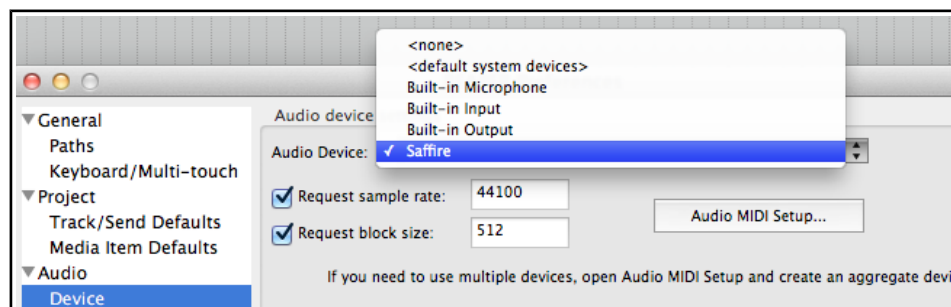 <none>
<default system devices>
Built-in Microphone
Built-in Input
Built-in Output
✓ Saffire
General
Paths
Keyboard/Multi-touch
Project
Track/Send Defaults
Media Item Defaults
Audio
Device
Audio device
Audio Device:
Request sample rate: 44100
Request block size: 512
Audio MIDI Setup...
If you need to use multiple devices, open Audio MIDI Setup and create an aggregate devi